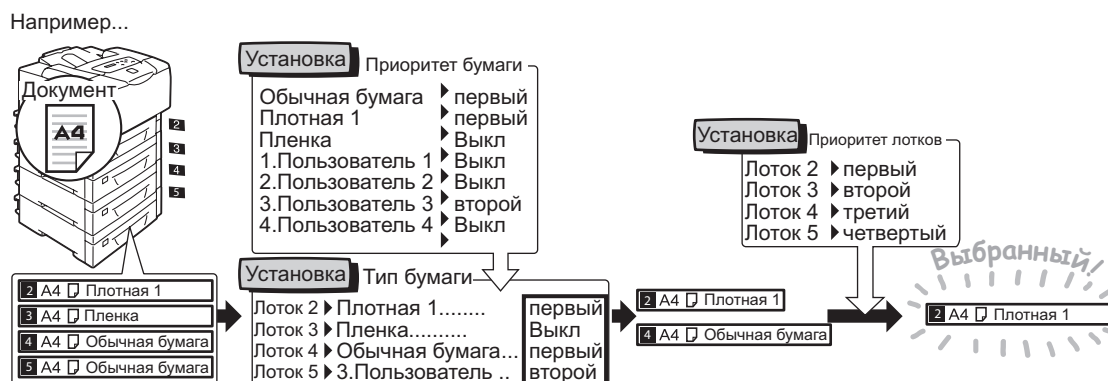 Например...
Документ
A4
2
3
4
5
2 A4 Плотная 1
3 A4 Пленка
4 A4 Обычная бумага
5 A4 Обычная бумага
Установка Приоритет бумаги
Обычная бумага первый
Плотная 1 первый
Пленка Выкл
1.Пользователь 1 Выкл
2.Пользователь 2 Выкл
3.Пользователь 3 второй
4.Пользователь 4 Выкл
Установка Тип бумаги
Лоток 2 Плотная 1........ первый
Лоток 3 Пленка.......... Выкл
Лоток 4 Обычная бумага... первый
Лоток 5 3.Пользователь .. второй
2 A4 Плотная 1
4 A4 Обычная бумага
Установка Приоритет лотков
Лоток 2 первый
Лоток 3 второй
Лоток 4 третий
Лоток 5 четвертый
Выбранный!
2 A4 Плотная 1